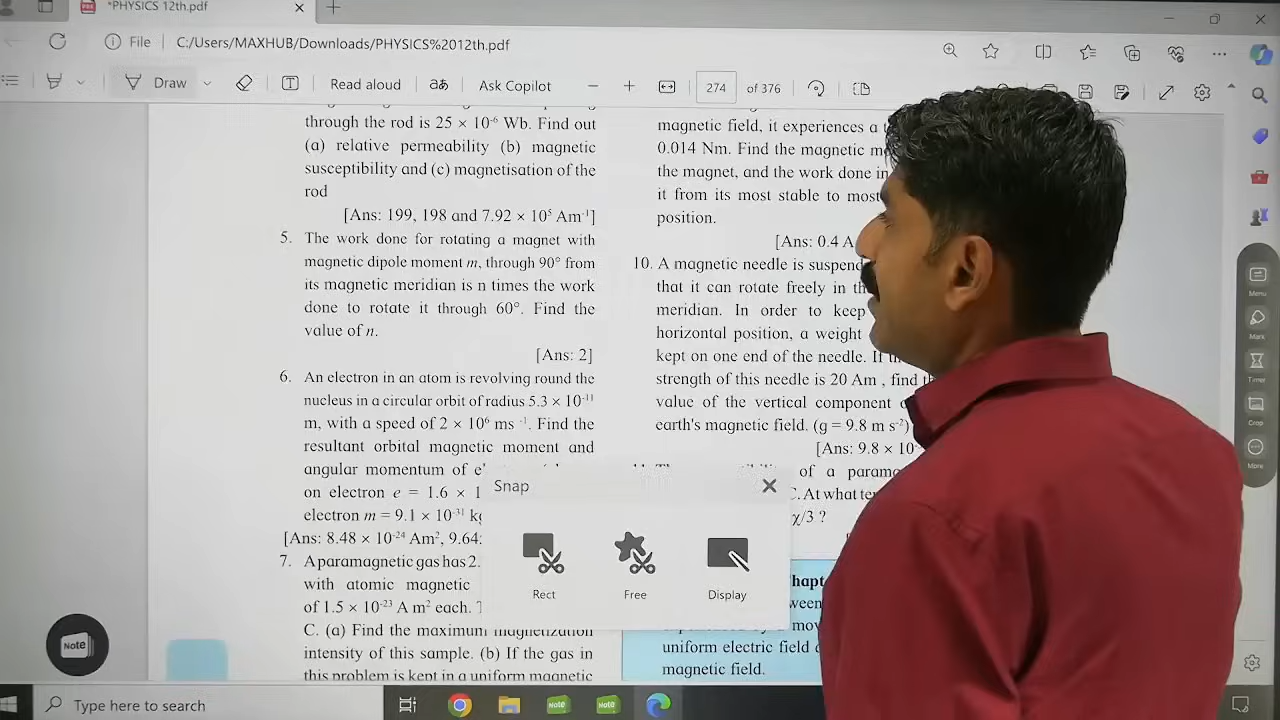 *PHYSICS 12th.pdf
File
C:/Users/MAXHUB/Downloads/PHYSICS%2012th.pdf
Draw
Read aloud
aあ
Ask Copilot
274 of 376
through the rod is 25 × 10⁻⁶ Wb. Find out
(a) relative permeability (b) magnetic
susceptibility and (c) magnetisation of the
rod
[Ans: 199, 198 and 7.92 × 10⁵ Am⁻¹]
5. The work done for rotating a magnet with
magnetic dipole moment m, through 90° from
its magnetic meridian is n times the work
done to rotate it through 60°. Find the
value of n.
[Ans: 2]
6. An electron in an atom is revolving round the
nucleus in a circular orbit of radius 5.3 × 10⁻¹¹
m, with a speed of 2 × 10⁶ ms ⁻¹. Find the
resultant orbital magnetic moment and
angular momentum of
on electron e = 1.6 × 1
electron m = 9.1 × 10⁻³¹
[Ans: 8.48 × 10⁻²⁴ Am², 9.64
7. A paramagnetic gas has 2.
with atomic magnetic
of 1.5 × 10⁻²³ A m² each.
C. (a) Find the maximum magnetization
intensity of this sample. (b) If the gas in
this problem is kept in a uniform magnetic
magnetic field, it experiences a
0.014 Nm. Find the magnetic
the magnet, and the work done in
it from its most stable to most
position.
[Ans: 0.4 A
10. A magnetic needle is
that it can rotate freely in
meridian. In order to keep
horizontal position, a weight
kept on one end of the needle. If
strength of this needle is 20 Am , find
value of the vertical component
earth's magnetic field. (g = 9.8 m s⁻²)
[Ans: 9.8 × 10
of a
C. At what
χ/3 ?
uniform electric field
magnetic field.
Snap
Rect
Free
Display
Menu
Mark
Timer
Crop
More
Note
Type here to search
Note
Note